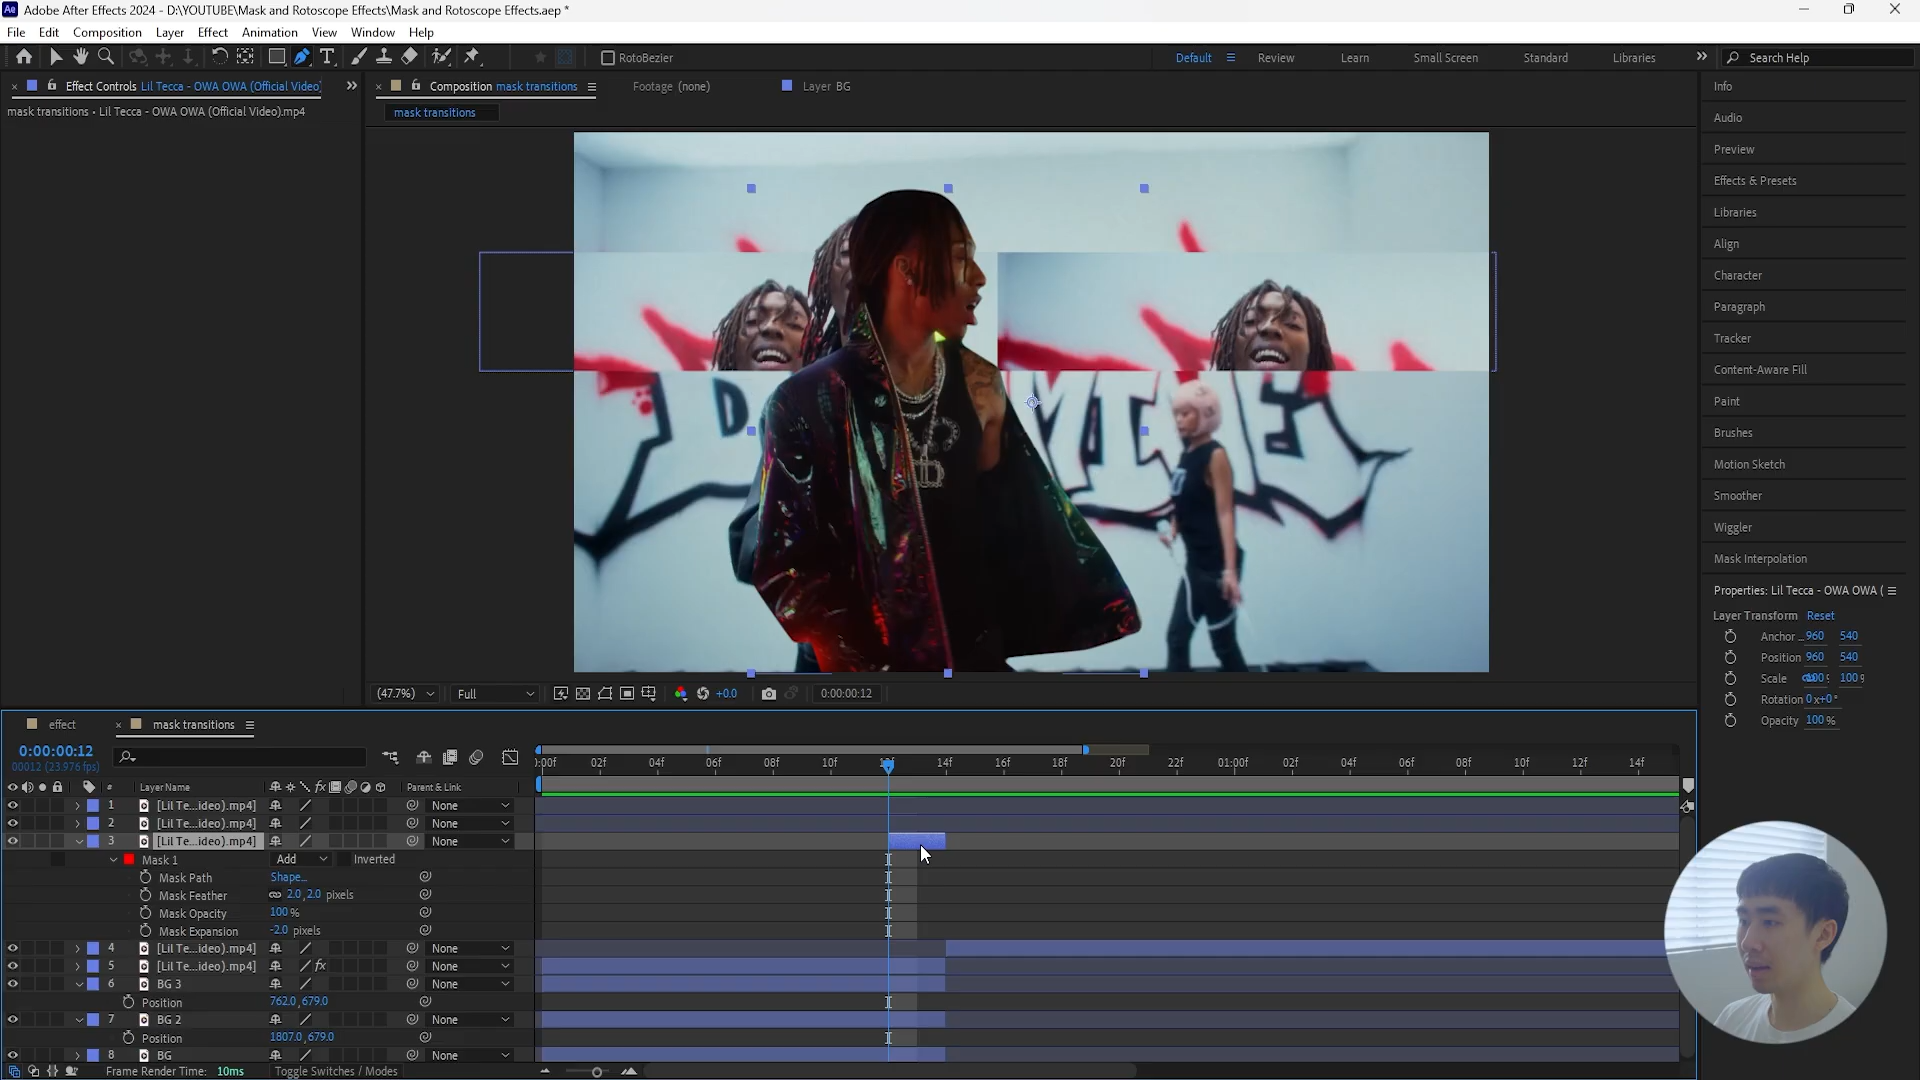 Adobe After Effects 2024 - D:\YOUTUBE\Mask and Rotoscope Effects\Mask and Rotoscope Effects.aep *
File Edit Composition Layer Effect Animation View Window Help
RotoBezier
Default Review Learn Small Screen Standard Libraries Search Help
Effect Controls Lil Tecca - OWA OWA (Official Video)
mask transitions • Lil Tecca - OWA OWA (Official Video).mp4
Composition mask transitions
Footage (none)
Layer BG
mask transitions
(47.7%) Full +0.0 0:00:00:12
Info
Audio
Preview
Effects & Presets
Libraries
Align
Character
Paragraph
Tracker
Content-Aware Fill
Paint
Brushes
Motion Sketch
Smoother
Wiggler
Mask Interpolation
Properties: Lil Tecca - OWA OWA (
Layer Transform Reset
Anchor... 960 540
Position 960 540
Scale 100 100
Rotation 0x+0°
Opacity 100%
effect mask transitions
0:00:00:12
00012 (23.976 fps)
:00f 02f 04f 06f 08f 10f 12f 14f 16f 18f 20f 22f 01:00f 02f 04f 06f 08f 10f 12f 14f
# Layer Name Parent & Link
1 [Lil Te...ideo).mp4] None
2 [Lil Te...ideo).mp4] None
3 [Lil Te...ideo).mp4] None
Mask 1 Add Inverted
Mask Path Shape...
Mask Feather 2.0, 2.0 pixels
Mask Opacity 100%
Mask Expansion -2.0 pixels
4 [Lil Te...ideo).mp4] None
5 [Lil Te...ideo).mp4] fx None
6 BG 3 None
Position 762.0, 679.0
7 BG 2 None
Position 1807.0, 679.0
8 BG None
Frame Render Time: 10ms Toggle Switches / Modes